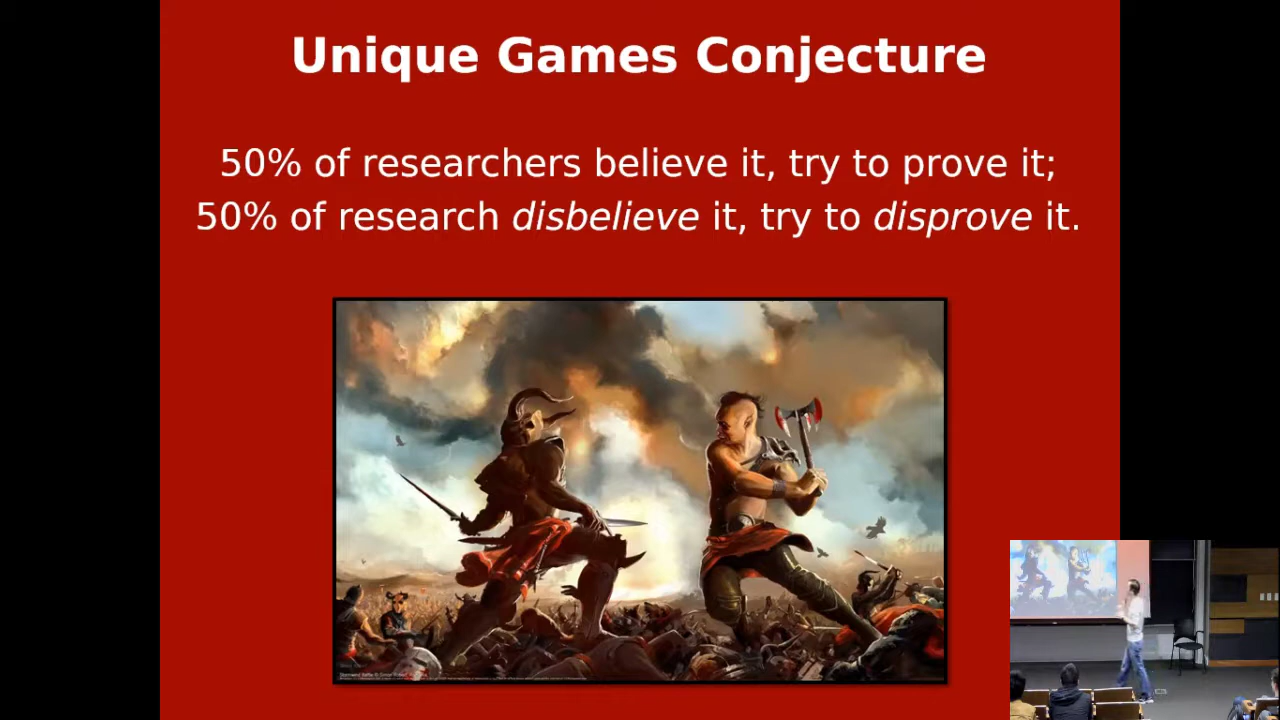 Unique Games Conjecture
50% of researchers believe it, try to prove it;
50% of research disbelieve it, try to disprove it.